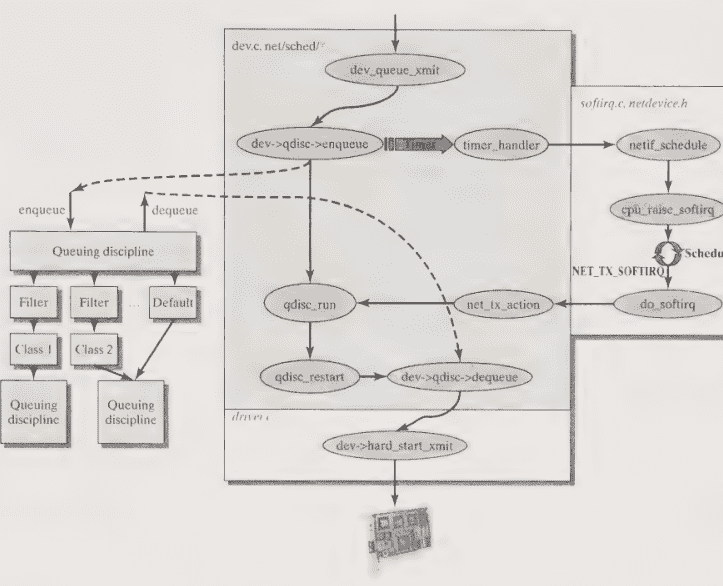 dev.c, net/sched/*
dev_queue_xmit
softirq.c, netdevice.h
dev->qdisc->enqueue
Timer
timer_handler
netif_schedule
enqueue
dequeue
cpu_raise_softirq
Queuing discipline
NET_TX_SOFTIRQ
Filter
Filter
...
Default
qdisc_run
net_tx_action
do_softirq
Class 1
Class 2
qdisc_restart
dev->qdisc->dequeue
Queuing
discipline
Queuing
discipline
dev->hard_start_xmit